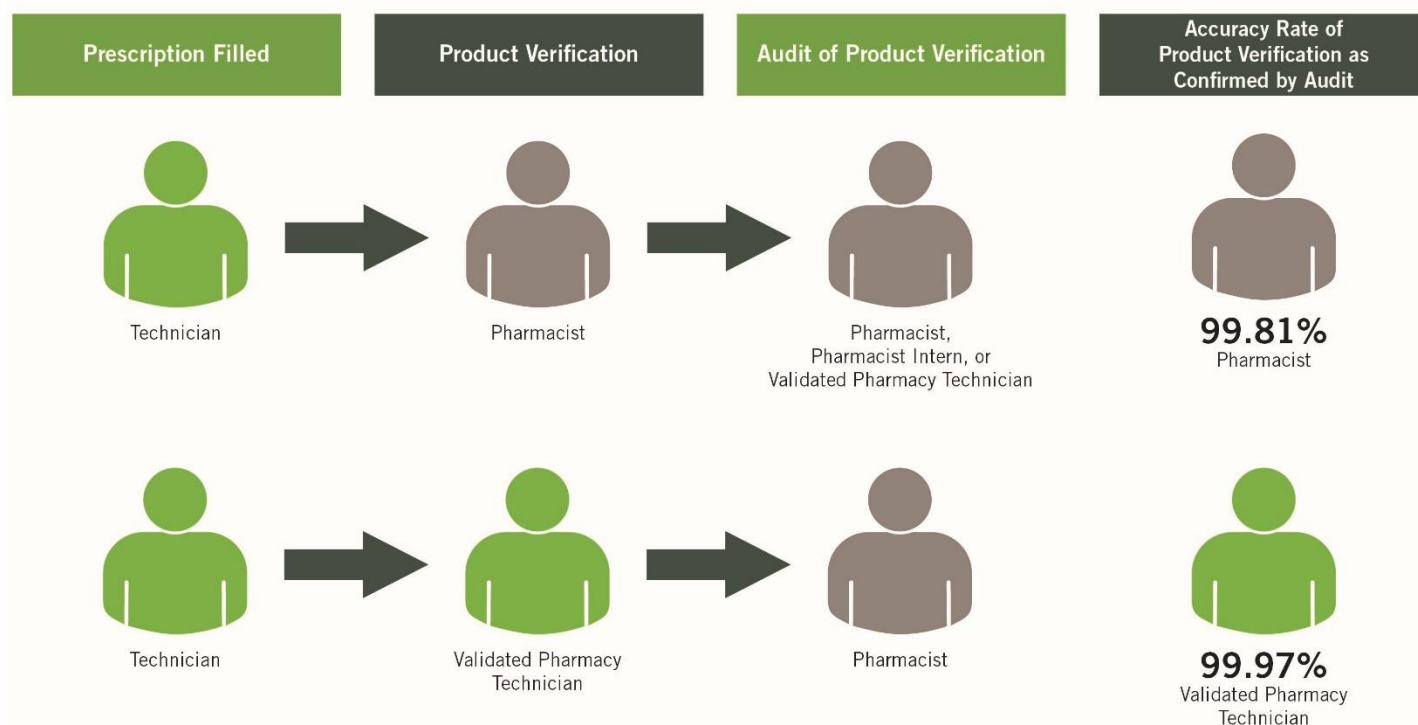 Prescription Filled
Product Verification
Audit of Product Verification
Accuracy Rate of
Product Verification as
Confirmed by Audit
Technician
Pharmacist
Pharmacist,
Pharmacist Intern, or
Validated Pharmacy Technician
99.81%
Pharmacist
Technician
Validated Pharmacy
Technician
Pharmacist
99.97%
Validated Pharmacy
Technician